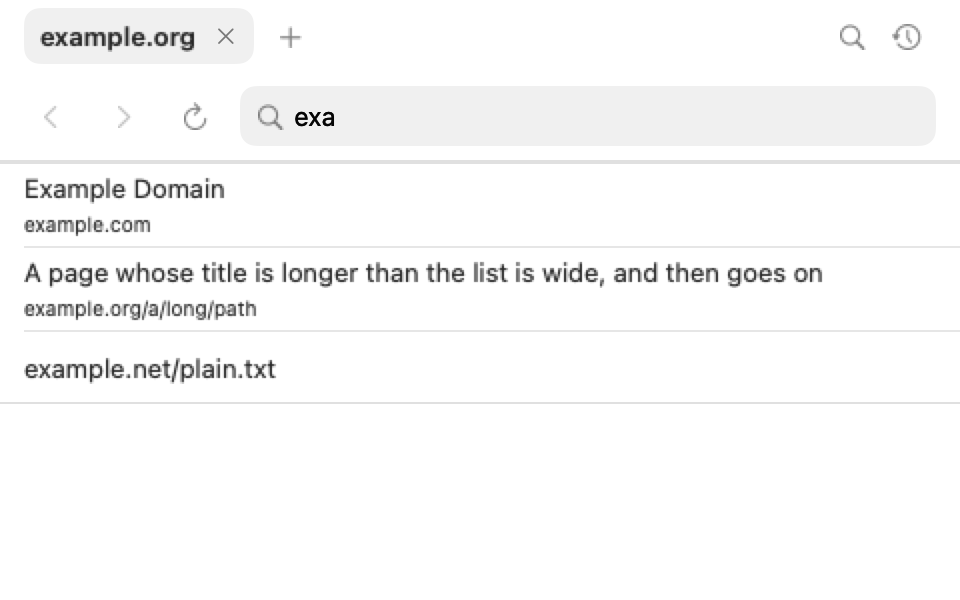 example.org
exa
Example Domain
example.com
A page whose title is longer than the list is wide, and then goes on
example.org/a/long/path
example.net/plain.txt